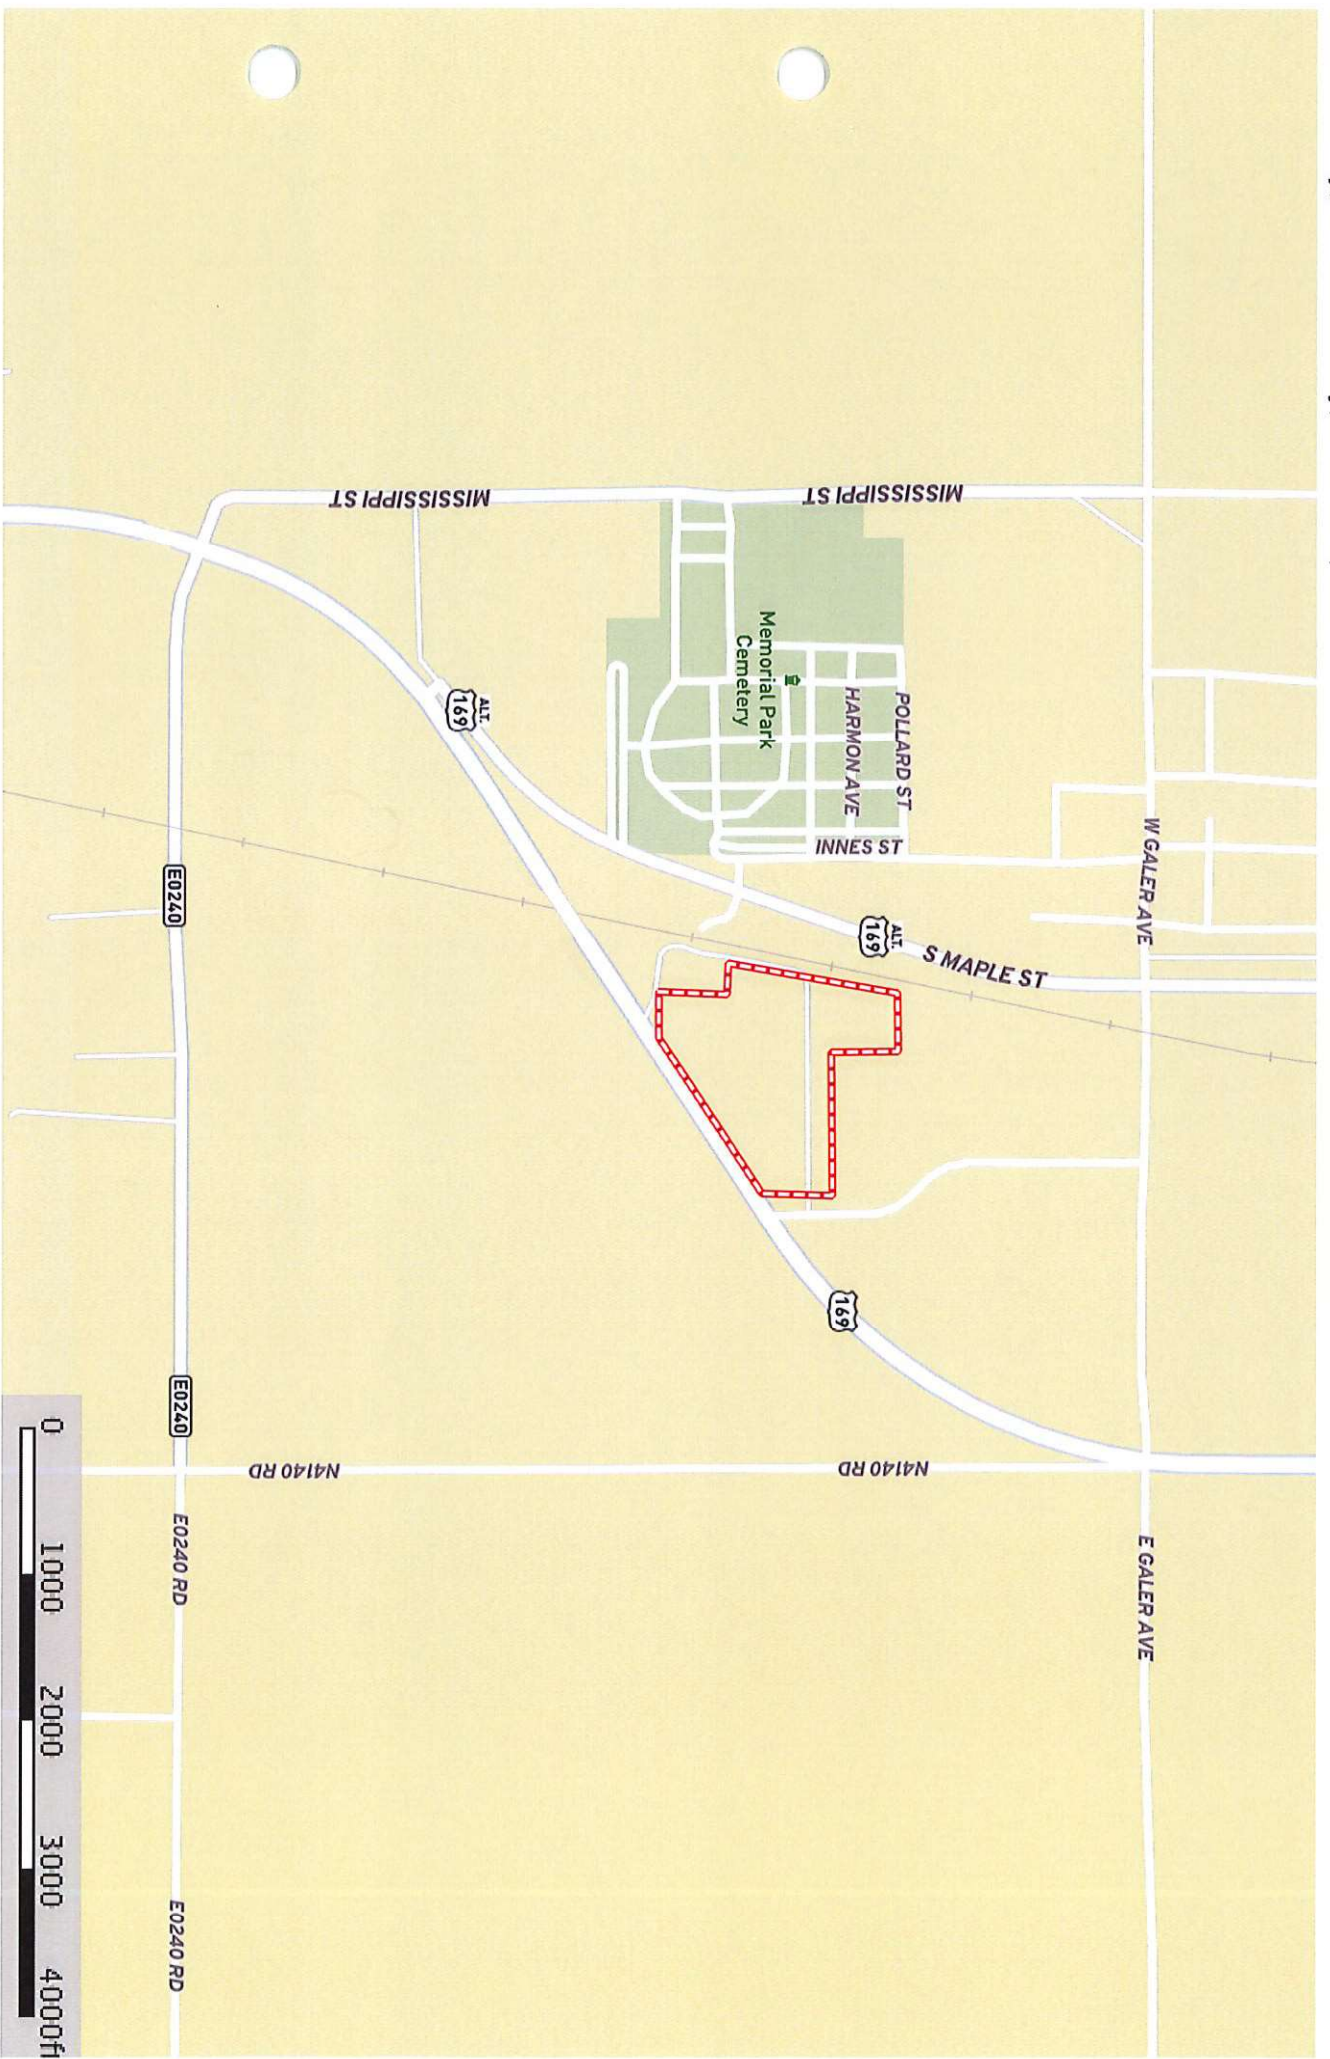 W GALER AVE
E GALER AVE
S MAPLE ST
POLLARD ST
MISSISSIPPI ST
ALT.
169
N4140 RD
INNES ST
HARMON AVE
169
Memorial Park
Cemetery
ALT.
169
MISSISSIPPI ST
N4140 RD
E0240
E0240
E0240 RD
E0240 RD
0 1000 2000 3000 4000ft